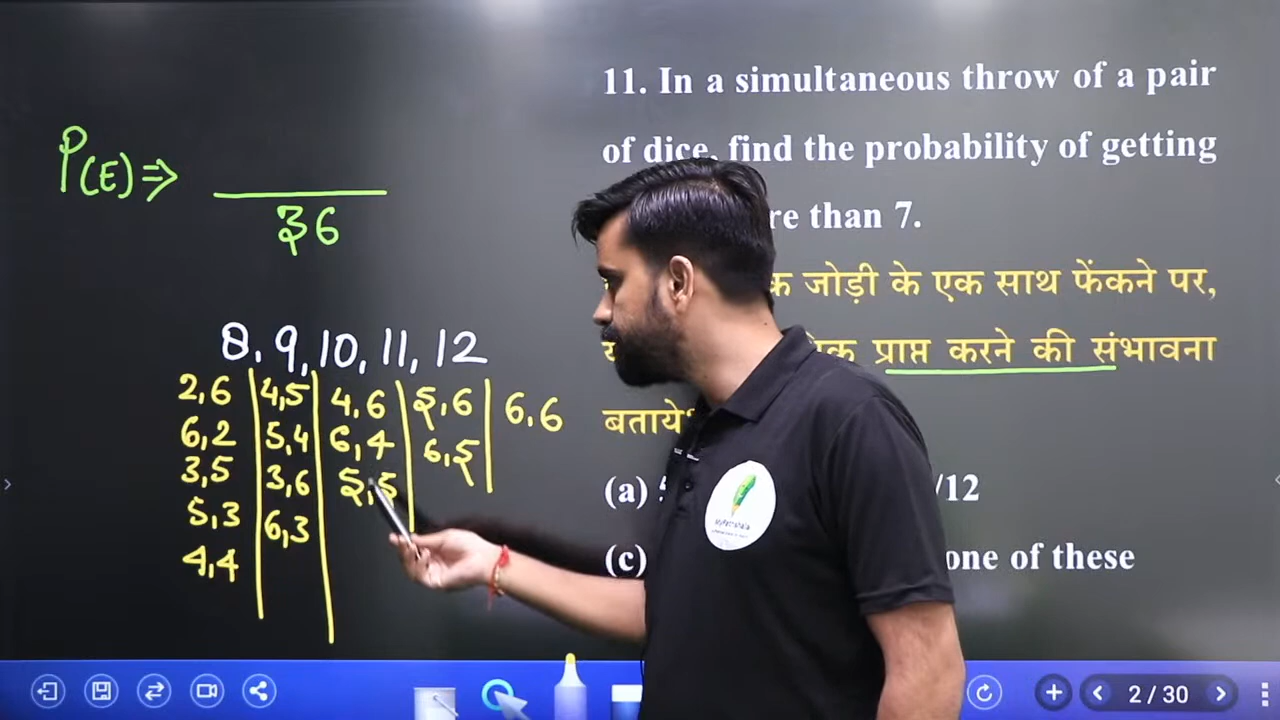 11. In a simultaneous throw of a pair
of dice, find the probability of getting
than 7.
जोड़ी के एक साथ फेंकने पर,
प्राप्त करने की संभावना
(a) /12
(c) of these
P(E)⇒
36
8, 9, 10, 11, 12
2,6 4,5 4,6 5,6 6,6
6,2 5,4 6,4 6,5
3,5 3,6 5,5
5,3 6,3
4,4
2 / 30